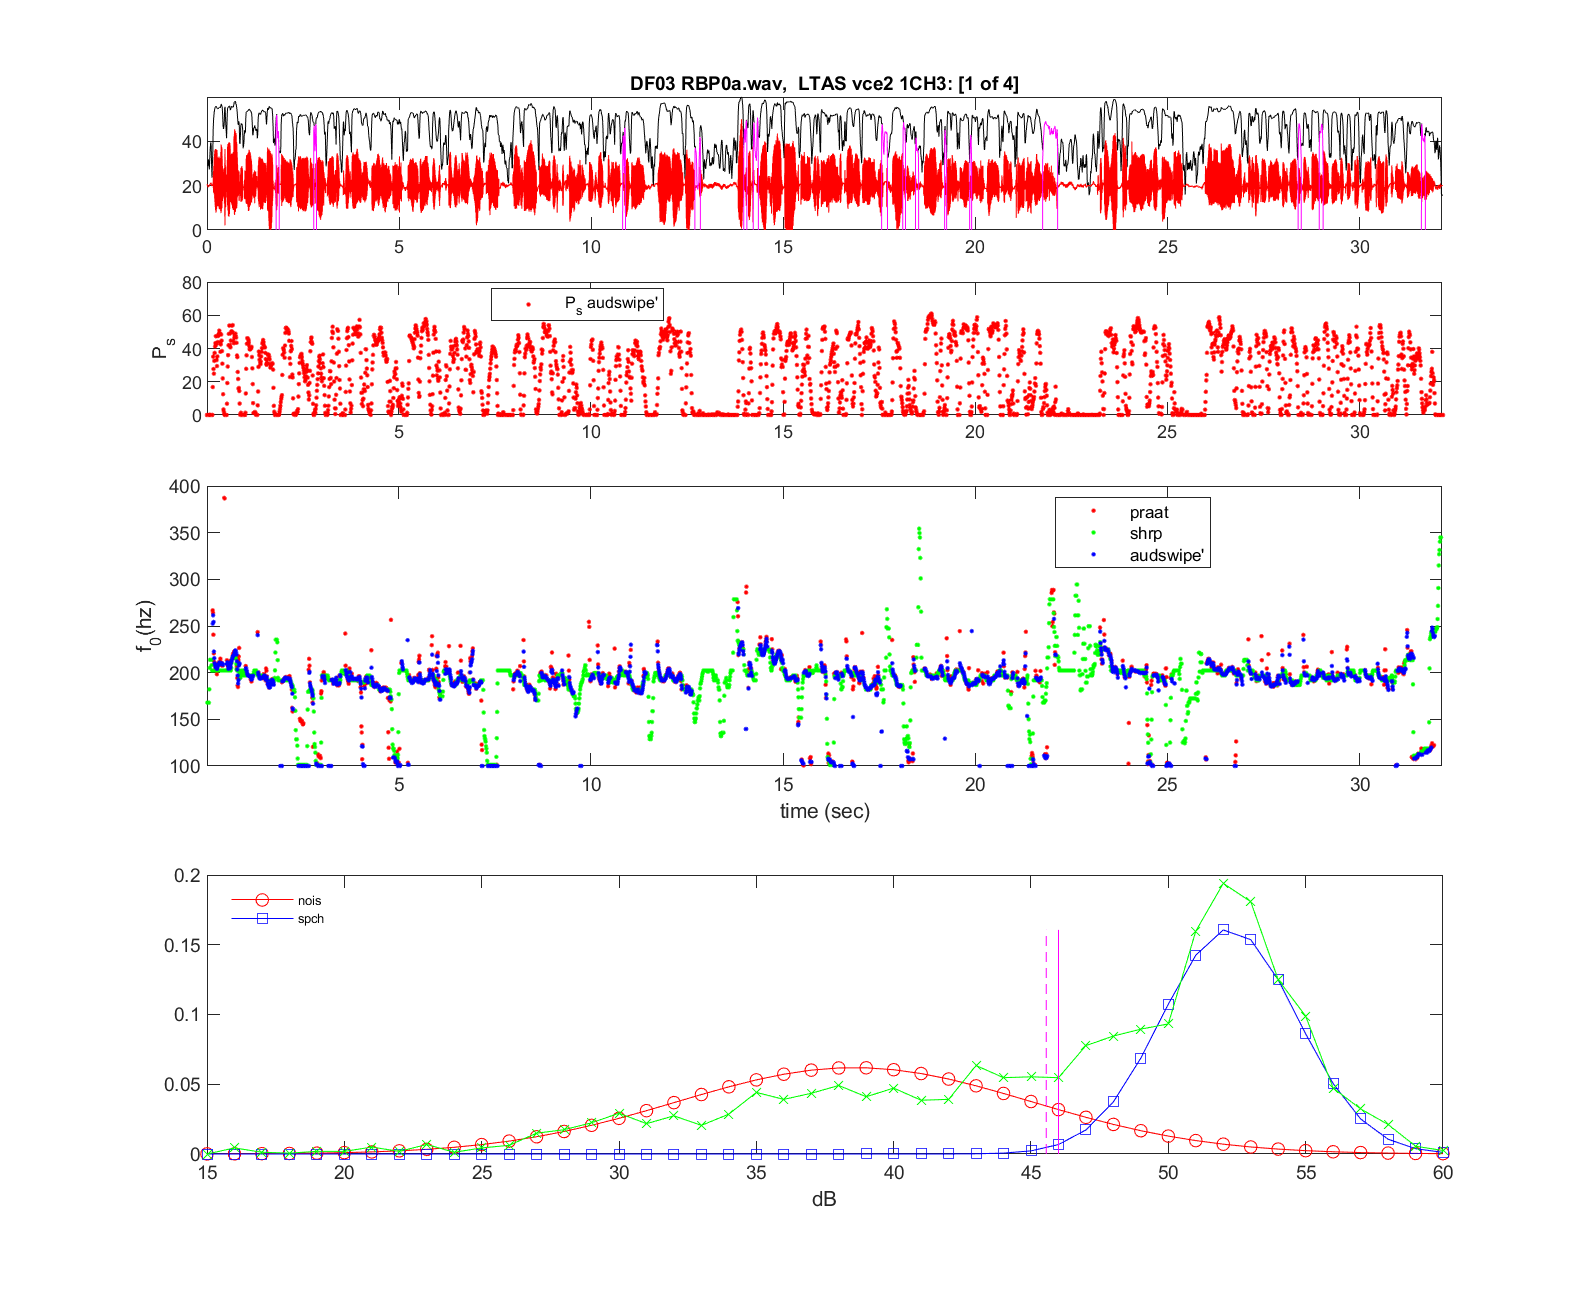 DF03 RBP0a.wav,  LTAS vce2 1CH3: [1 of 4]
40
20
0
0 5 10 15 20 25 30
80
60
40
20
0
P_s
P_s audswipe'
5 10 15 20 25 30
400
350
300
250
200
150
100
f_0 (hz)
praat
shrp
audswipe'
5 10 15 20 25 30
time (sec)
0.2
0.15
0.1
0.05
0
nois
spch
15 20 25 30 35 40 45 50 55 60
dB